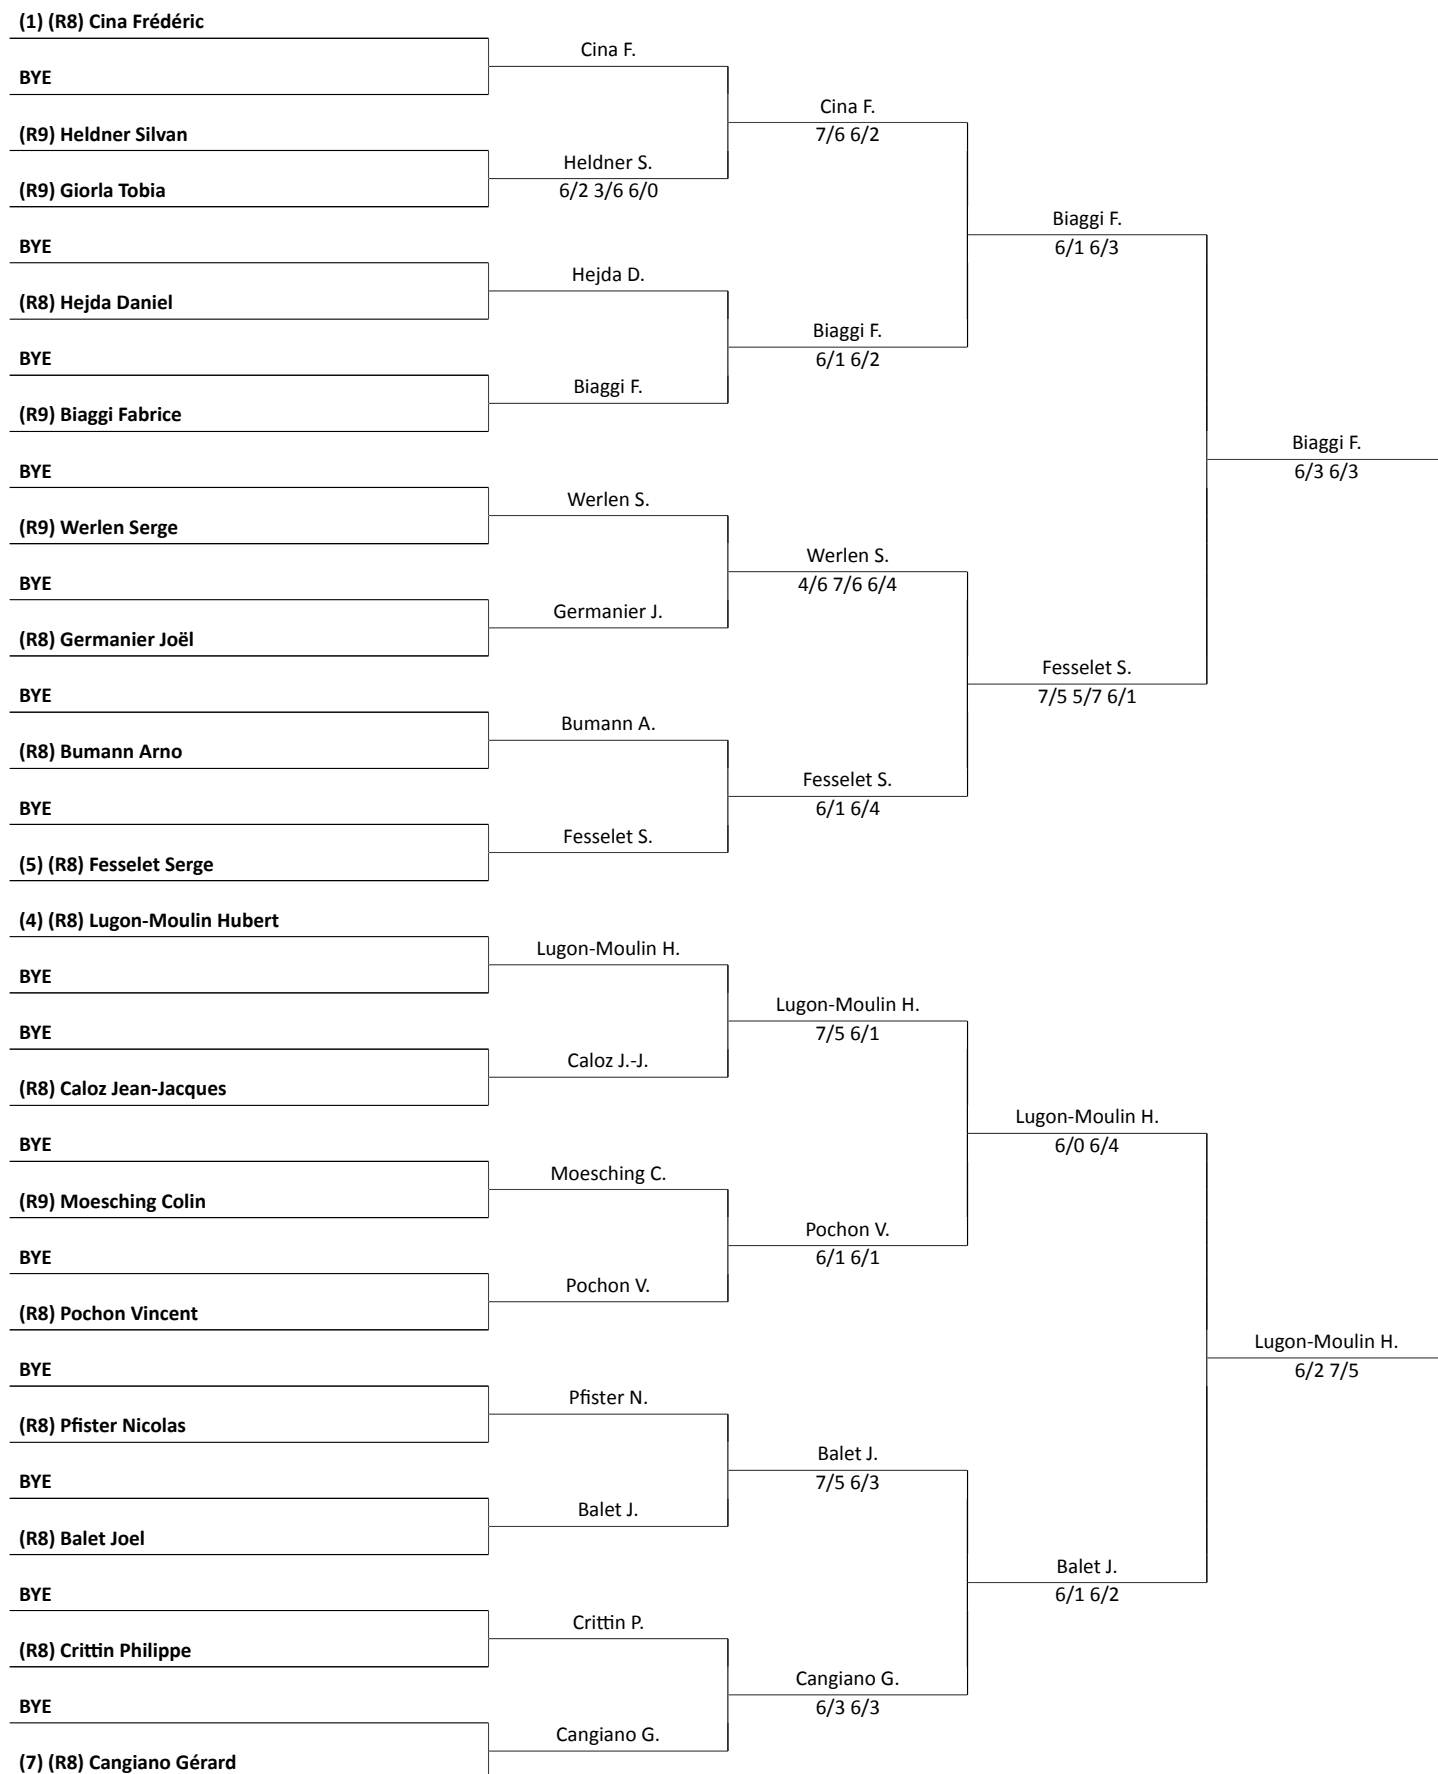 (1) (R8) Cina Frédéric
Cina F.
BYE
Cina F.
7/6 6/2
(R9) Heldner Silvan
Heldner S.
6/2 3/6 6/0
(R9) Giorla Tobia
Biaggi F.
6/1 6/3
BYE
Hejda D.
(R8) Hejda Daniel
Biaggi F.
6/1 6/2
BYE
Biaggi F.
(R9) Biaggi Fabrice
Biaggi F.
6/3 6/3
BYE
Werlen S.
(R9) Werlen Serge
Werlen S.
4/6 7/6 6/4
BYE
Germanier J.
(R8) Germanier Joël
Fesselet S.
7/5 5/7 6/1
BYE
Bumann A.
(R8) Bumann Arno
Fesselet S.
6/1 6/4
BYE
Fesselet S.
(5) (R8) Fesselet Serge
(4) (R8) Lugon-Moulin Hubert
Lugon-Moulin H.
BYE
Lugon-Moulin H.
7/5 6/1
BYE
Caloz J.-J.
(R8) Caloz Jean-Jacques
Lugon-Moulin H.
6/0 6/4
BYE
Moesching C.
(R9) Moesching Colin
Pochon V.
6/1 6/1
BYE
Pochon V.
(R8) Pochon Vincent
Lugon-Moulin H.
6/2 7/5
BYE
Pfister N.
(R8) Pfister Nicolas
Balet J.
7/5 6/3
BYE
Balet J.
(R8) Balet Joel
Balet J.
6/1 6/2
BYE
Crittin P.
(R8) Crittin Philippe
Cangiano G.
6/3 6/3
BYE
Cangiano G.
(7) (R8) Cangiano Gérard